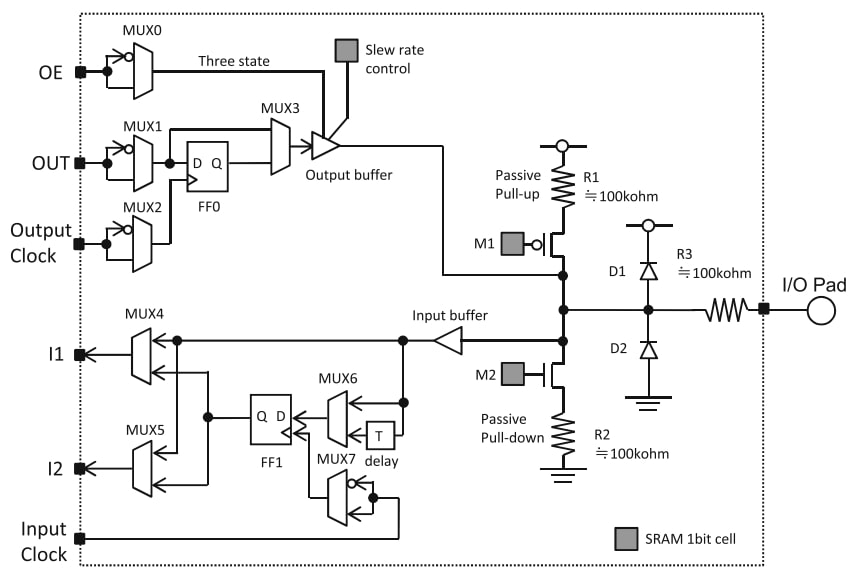 MUX0
OE
Three state
Slew rate
control
MUX1
MUX3
OUT
D Q
FF0
Output buffer
MUX2
Output
Clock
Passive
Pull-up
R1
≒100kohm
M1
D1
R3
≒100kohm
I/O Pad
MUX4
Input buffer
I1
D2
M2
MUX6
Q D
T
delay
FF1
MUX5
MUX7
I2
Passive
Pull-down
R2
≒100kohm
Input
Clock
SRAM 1bit cell